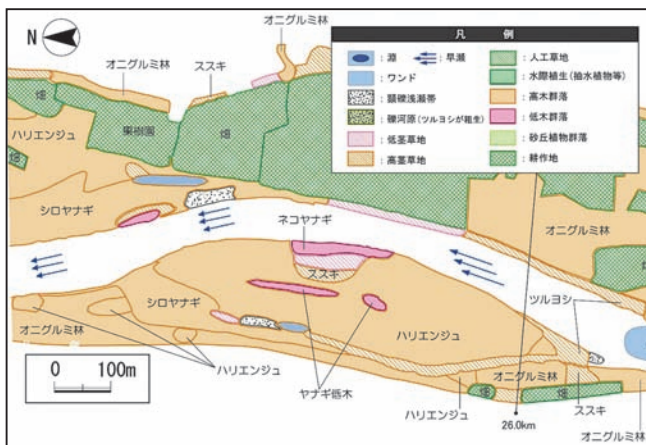 オニグルミ林
N
オニグルミ林
ススキ
凡 例
:淵
:早瀬
:ワンド
:礫河原(ツルヨシが粗生)
:低茎草地
:高茎草地
:人工草地
:水際植生(抽水植物等)
:高木群落
:低木群落
:砂丘植物群落
:耕作地
畑
畑
果樹園
畑
ハリエンジュ
畑
シロヤナギ
ネコヤナギ
オニグルミ林
畑
ススキ
ツルヨシ
シロヤナギ
ハリエンジュ
オニグルミ林
0 100m
ハリエンジュ
ヤナギ低木
オニグルミ林
畑
畑
ハリエンジュ
ススキ
26.0km
オニグルミ林